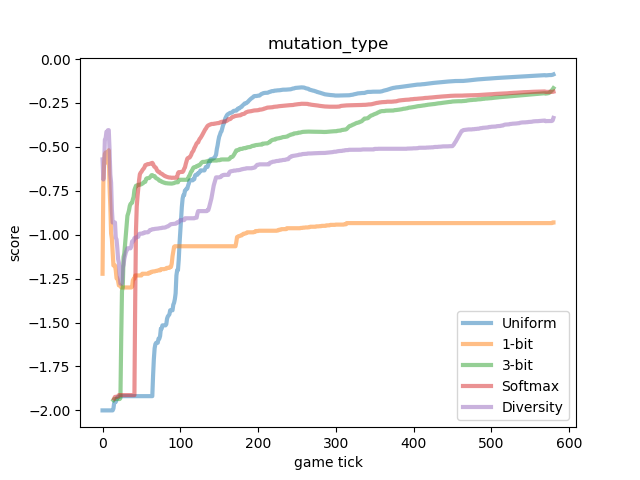 mutation_type
0.00
−0.25
−0.50
−0.75
−1.00
−1.25
−1.50
−1.75
−2.00
score
0 100 200 300 400 500 600
game tick
Uniform
1-bit
3-bit
Softmax
Diversity